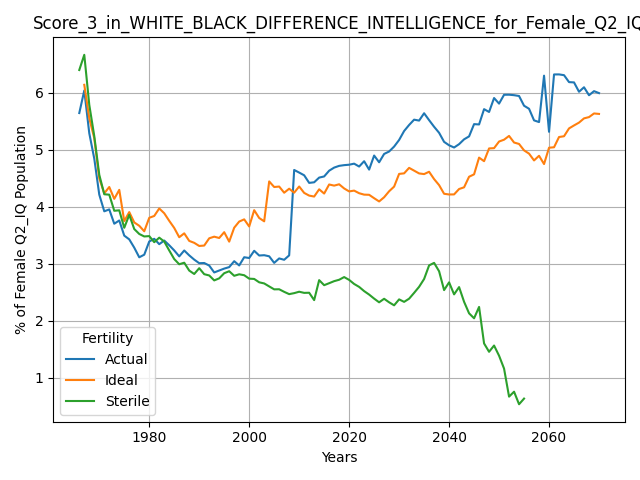 Score_3_in_WHITE_BLACK_DIFFERENCE_INTELLIGENCE_for_Female_Q2_IQ
% of Female Q2_IQ Population
6
5
4
3
2
1
Fertility
Actual
Ideal
Sterile
1980 2000 2020 2040 2060
Years